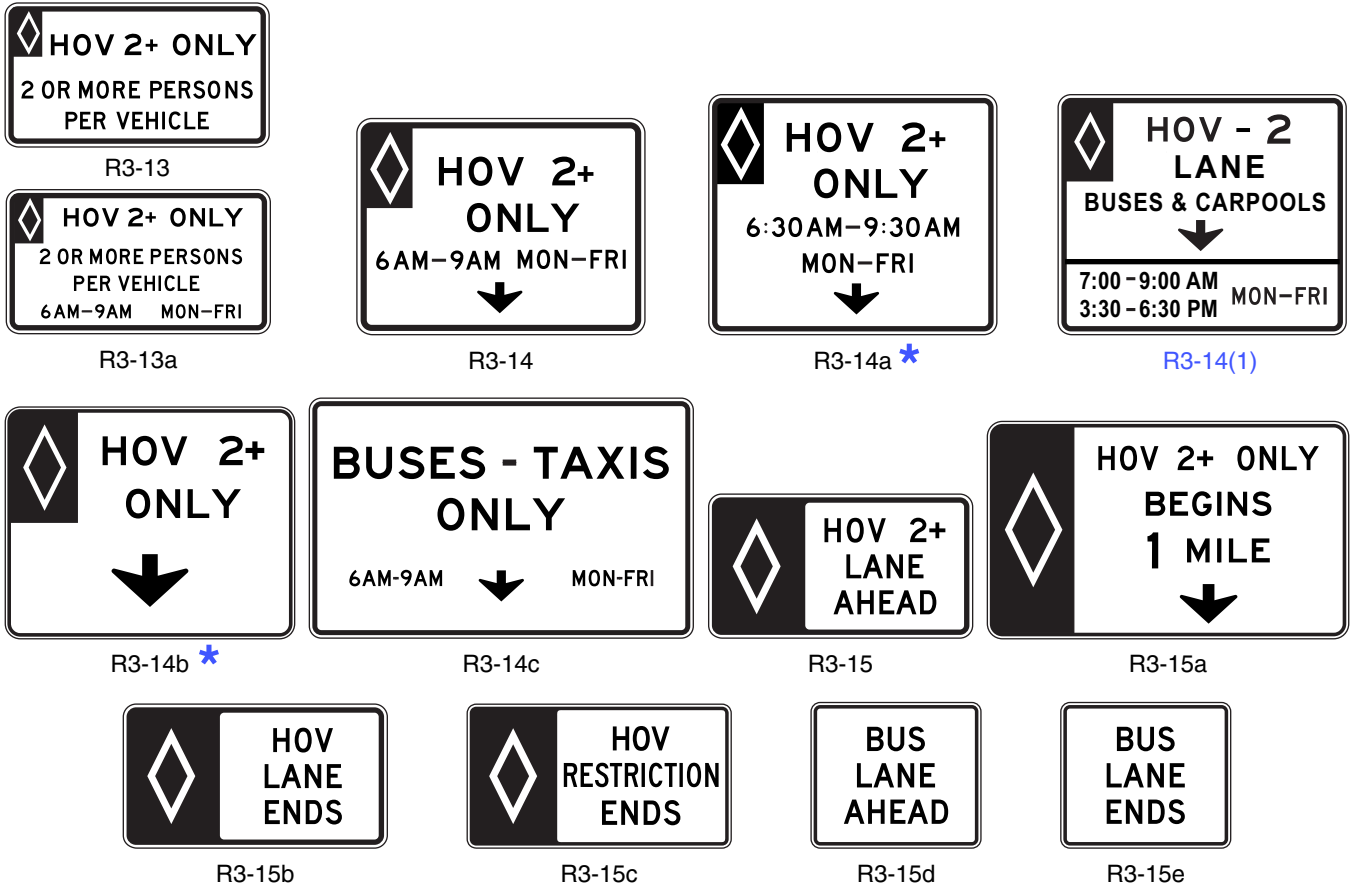 HOV 2+ ONLY
2 OR MORE PERSONS
PER VEHICLE
R3-13
HOV 2+ ONLY
2 OR MORE PERSONS
PER VEHICLE
6AM–9AM MON–FRI
R3-13a
HOV 2+
ONLY
6AM–9AM MON–FRI
R3-14
HOV 2+
ONLY
6:30AM–9:30AM
MON–FRI
R3-14a *
HOV – 2
LANE
BUSES & CARPOOLS
7:00 – 9:00 AM
3:30 – 6:30 PM
MON–FRI
R3-14(1)
HOV 2+
ONLY
R3-14b *
BUSES - TAXIS
ONLY
6AM-9AM MON-FRI
R3-14c
HOV 2+
LANE
AHEAD
R3-15
HOV 2+ ONLY
BEGINS
1 MILE
R3-15a
HOV
LANE
ENDS
R3-15b
HOV
RESTRICTION
ENDS
R3-15c
BUS
LANE
AHEAD
R3-15d
BUS
LANE
ENDS
R3-15e